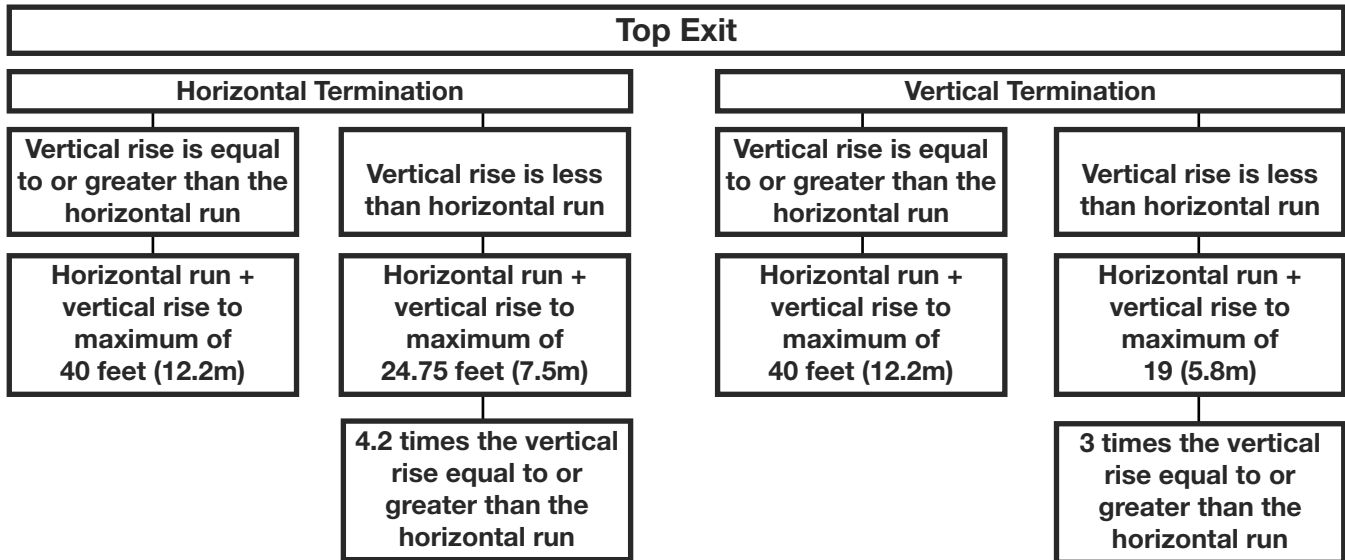 Top Exit
Horizontal Termination
Vertical Termination
Vertical rise is equal
to or greater than the
horizontal run
Vertical rise is less
than horizontal run
Vertical rise is equal
to or greater than the
horizontal run
Vertical rise is less
than horizontal run
Horizontal run +
vertical rise to
maximum of
40 feet (12.2m)
Horizontal run +
vertical rise to
maximum of
24.75 feet (7.5m)
Horizontal run +
vertical rise to
maximum of
40 feet (12.2m)
Horizontal run +
vertical rise to
maximum of
19 (5.8m)
4.2 times the vertical
rise equal to or
greater than the
horizontal run
3 times the vertical
rise equal to or
greater than the
horizontal run